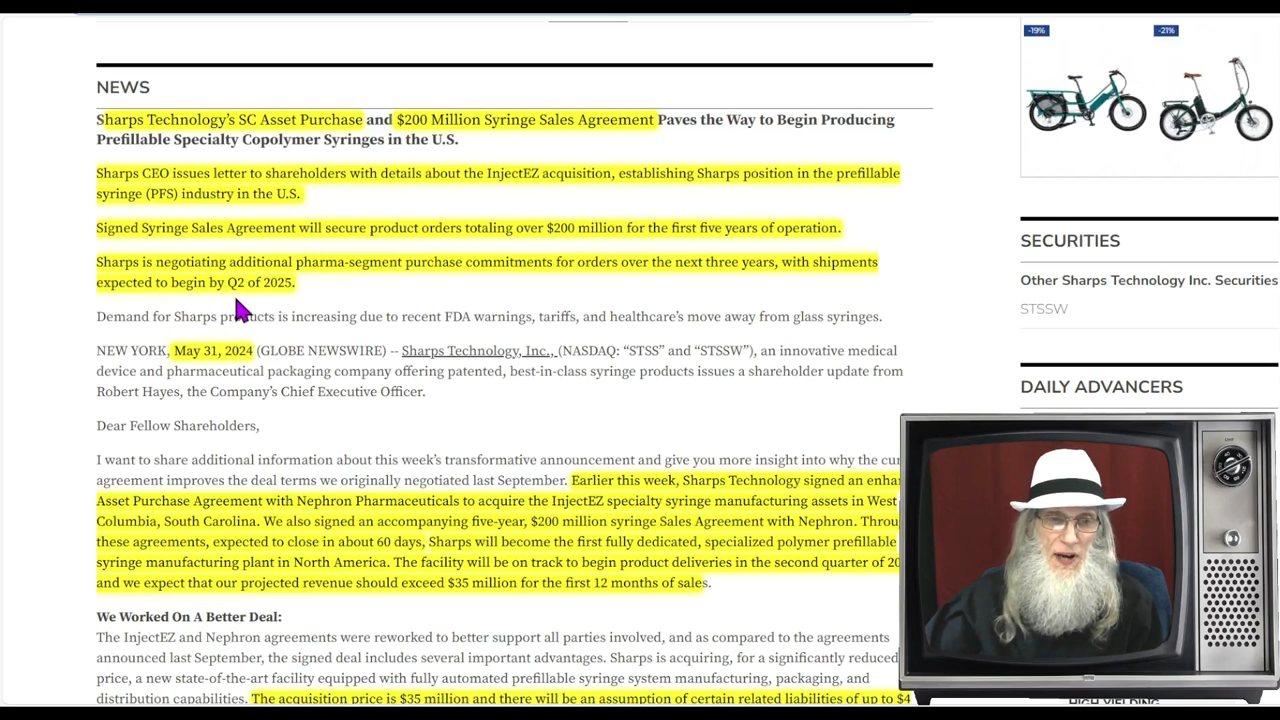 -19%
-21%
NEWS
Sharps Technology's SC Asset Purchase and $200 Million Syringe Sales Agreement Paves the Way to Begin Producing
Prefillable Specialty Copolymer Syringes in the U.S.
Sharps CEO issues letter to shareholders with details about the InjectEZ acquisition, establishing Sharps position in the prefillable
syringe (PFS) industry in the U.S.
Signed Syringe Sales Agreement will secure product orders totaling over $200 million for the first five years of operation.
Sharps is negotiating additional pharma-segment purchase commitments for orders over the next three years, with shipments
expected to begin by Q2 of 2025.
Demand for Sharps products is increasing due to recent FDA warnings, tariffs, and healthcare's move away from glass syringes.
NEW YORK, May 31, 2024 (GLOBE NEWSWIRE) -- Sharps Technology, Inc., (NASDAQ: “STSS” and “STSSW”), an innovative medical
device and pharmaceutical packaging company offering patented, best-in-class syringe products issues a shareholder update from
Robert Hayes, the Company's Chief Executive Officer.
Dear Fellow Shareholders,
I want to share additional information about this week's transformative announcement and give you more insight into why the
agreement improves the deal terms we originally negotiated last September. Earlier this week, Sharps Technology signed an
Asset Purchase Agreement with Nephron Pharmaceuticals to acquire the InjectEZ specialty syringe manufacturing assets in West
Columbia, South Carolina. We also signed an accompanying five-year, $200 million syringe Sales Agreement with Nephron.
these agreements, expected to close in about 60 days, Sharps will become the first fully dedicated, specialized polymer prefillable
syringe manufacturing plant in North America. The facility will be on track to begin product deliveries in the second quarter of
and we expect that our projected revenue should exceed $35 million for the first 12 months of sales.
We Worked On A Better Deal:
The InjectEZ and Nephron agreements were reworked to better support all parties involved, and as compared to the agreements
announced last September, the signed deal includes several important advantages. Sharps is acquiring, for a significantly reduced
price, a new state-of-the-art facility equipped with fully automated prefillable syringe system manufacturing, packaging, and
distribution capabilities. The acquisition price is $35 million and there will be an assumption of certain related liabilities of up to $4
SECURITIES
Other Sharps Technology Inc. Securities
STSSW
DAILY ADVANCERS
HIGH YIELDING